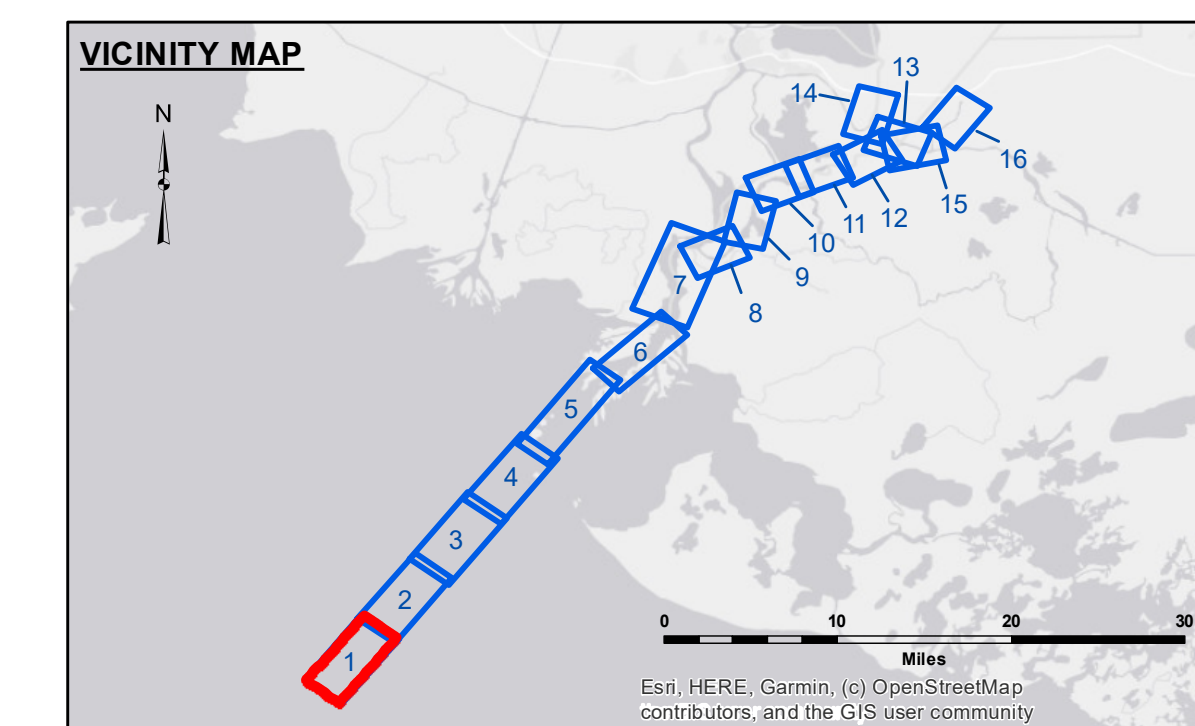 VICINITY MAP
N
13
14
16
15
12
11
10
9
7
8
6
5
4
3
2
1
0 10 20 30
Miles
Esri, HERE, Garmin, (c) OpenStreetMap
contributors, and the GIS user community